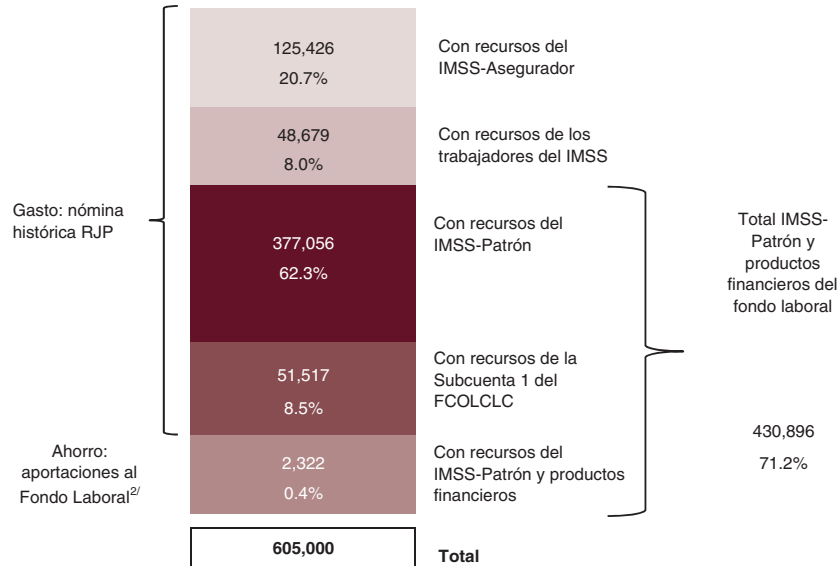 125,426
20.7%
Con recursos del
IMSS-Asegurador
48,679
8.0%
Con recursos de los
trabajadores del IMSS
Gasto: nómina
histórica RJP
377,056
62.3%
Con recursos del
IMSS-Patrón
Total IMSS-
Patrón y
productos
financieros del
fondo laboral
51,517
8.5%
Con recursos de la
Subcuenta 1 del
FCOLCLC
430,896
71.2%
Ahorro:
aportaciones al
Fondo Laboral2/
2,322
0.4%
Con recursos del
IMSS-Patrón y productos
financieros
605,000
Total